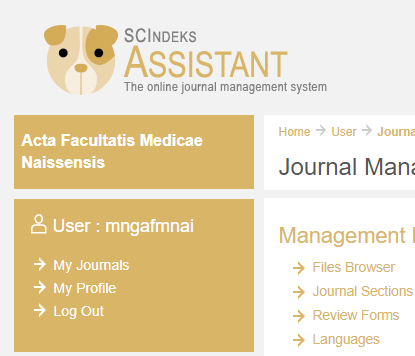 SCINDEKS
ASSISTANT
The online journal management system
Acta Facultatis Medicae
Naissensis
Home → User → Journa
Journal Mana
User : mngafmnai
→ My Journals
→ My Profile
→ Log Out
Management
→ Files Browser
→ Journal Sections
→ Review Forms
→ Languages